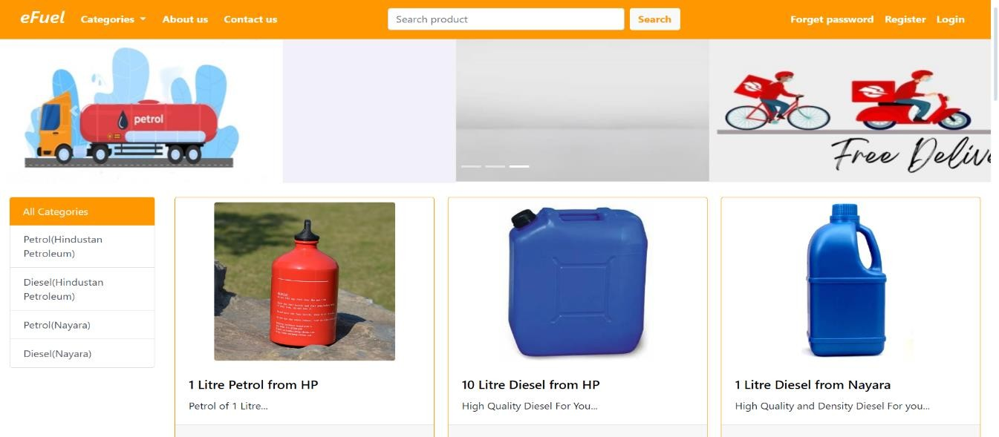 eFuel Categories About us Contact us Search product Search Forget password Register Login
petrol
Free Delive
All Categories
Petrol(Hindustan
Petroleum)
Diesel(Hindustan
Petroleum)
Petrol(Nayara)
Diesel(Nayara)
1 Litre Petrol from HP
Petrol of 1 Litre...
10 Litre Diesel from HP
High Quality Diesel For You...
1 Litre Diesel from Nayara
High Quality and Density Diesel For you...